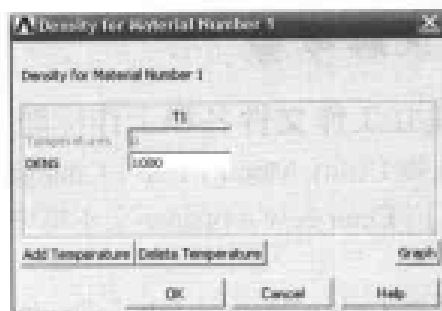 Density for Material Number 1
Density for Material Number 1
T1
Temperatures 0
DENS 1000
Add Temperature Delete Temperature Graph
OK Cancel Help